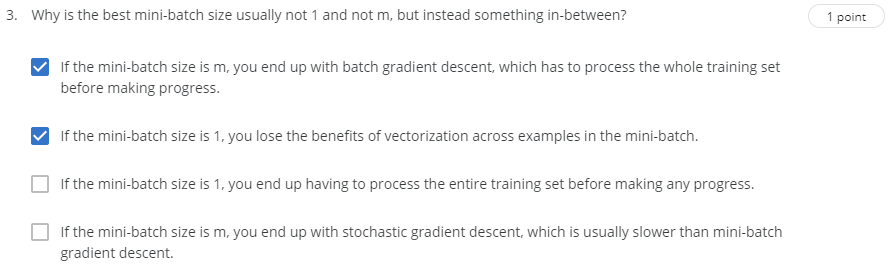 3. Why is the best mini-batch size usually not 1 and not m, but instead something in-between?
1 point
If the mini-batch size is m, you end up with batch gradient descent, which has to process the whole training set
before making progress.
If the mini-batch size is 1, you lose the benefits of vectorization across examples in the mini-batch.
If the mini-batch size is 1, you end up having to process the entire training set before making any progress.
If the mini-batch size is m, you end up with stochastic gradient descent, which is usually slower than mini-batch
gradient descent.